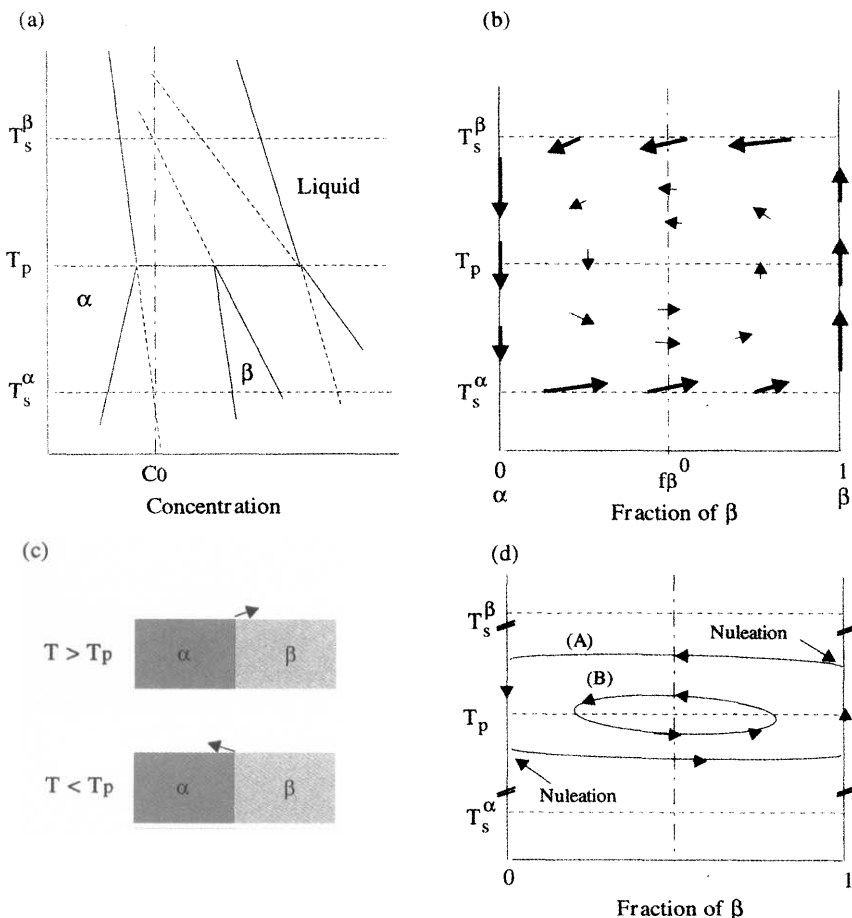 (a)
T_s^β
T_p
T_s^α
Liquid
α
β
C0
Concentration
(b)
T_s^β
T_p
T_s^α
0
fβ^0
1
α
β
Fraction of β
(c)
T > Tp
α
β
T < Tp
α
β
(d)
T_s^β
Nuleation
(A)
(B)
T_p
Nuleation
T_s^α
0
1
Fraction of β